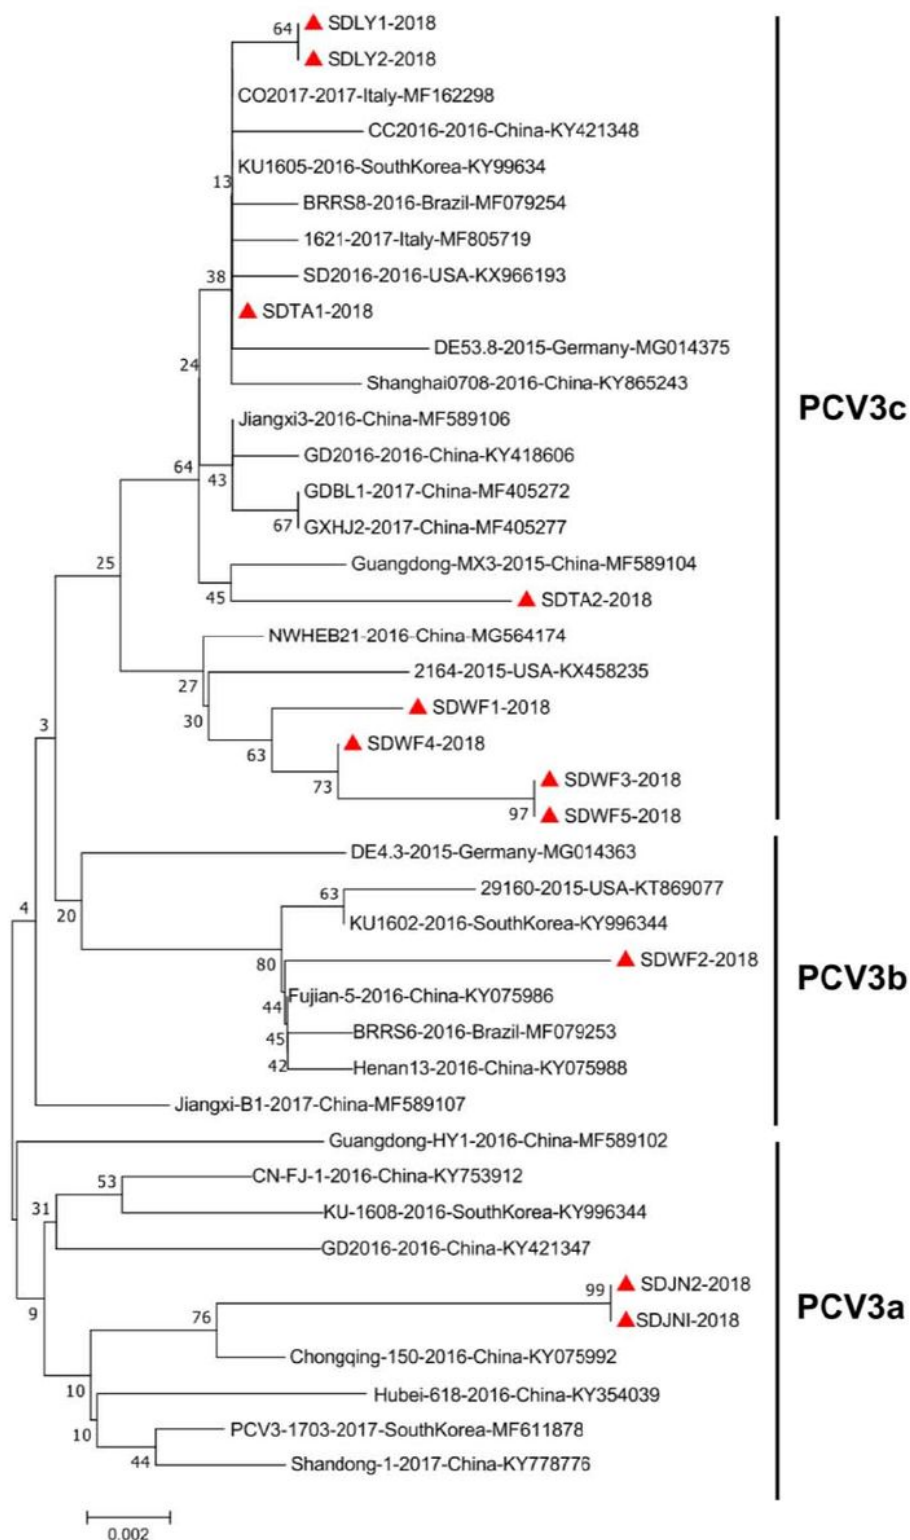 64
SDLY1-2018
SDLY2-2018
CO2017-2017-Italy-MF162298
CC2016-2016-China-KY421348
KU1605-2016-SouthKorea-KY99634
13
BRRS8-2016-Brazil-MF079254
1621-2017-Italy-MF805719
38
SD2016-2016-USA-KX966193
SDTA1-2018
DE53.8-2015-Germany-MG014375
24
Shanghai0708-2016-China-KY865243
PCV3c
Jiangxi3-2016-China-MF589106
GD2016-2016-China-KY418606
64
43
GDBL1-2017-China-MF405272
67
GXHJ2-2017-China-MF405277
25
Guangdong-MX3-2015-China-MF589104
45
SDTA2-2018
NWHEB21-2016-China-MG564174
27
2164-2015-USA-KX458235
30
SDWF1-2018
3
63
SDWF4-2018
73
SDWF3-2018
97
SDWF5-2018
DE4.3-2015-Germany-MG014363
63
29160-2015-USA-KT869077
4
20
KU1602-2016-SouthKorea-KY996344
80
SDWF2-2018
PCV3b
44
Fujian-5-2016-China-KY075986
45
BRRS6-2016-Brazil-MF079253
42
Henan13-2016-China-KY075988
Jiangxi-B1-2017-China-MF589107
Guangdong-HY1-2016-China-MF589102
53
CN-FJ-1-2016-China-KY753912
31
KU-1608-2016-SouthKorea-KY996344
GD2016-2016-China-KY421347
99
SDJN2-2018
9
76
SDJNI-2018
PCV3a
Chongqing-150-2016-China-KY075992
10
Hubei-618-2016-China-KY354039
10
PCV3-1703-2017-SouthKorea-MF611878
44
Shandong-1-2017-China-KY778776
0.002